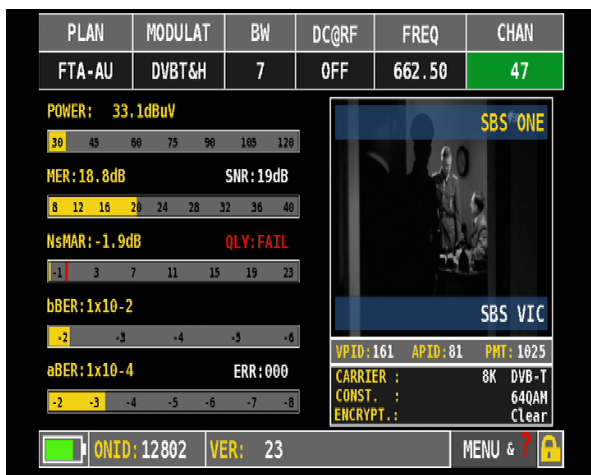 PLAN MODULAT BW DC@RF FREQ CHAN
FTA-AU DVBT&H 7 OFF 662.50 47
POWER: 33.1dBuV
30 45 60 75 90 105 120
MER:18.8dB SNR:19dB
8 12 16 20 24 28 32 36 40
NsMAR:-1.9dB QLY:FAIL
-1 3 7 11 15 19 23
bBER:1x10-2
-2 -3 -4 -5 -6
aBER:1x10-4 ERR:000
-2 -3 -4 -5 -6 -7 -8
SBS ONE
SBS VIC
VPID:161 APID:81 PMT:1025
CARRIER : 8K DVB-T
CONST. : 64QAM
ENCRYPT.: Clear
ONID:12802 VER: 23 MENU & ?